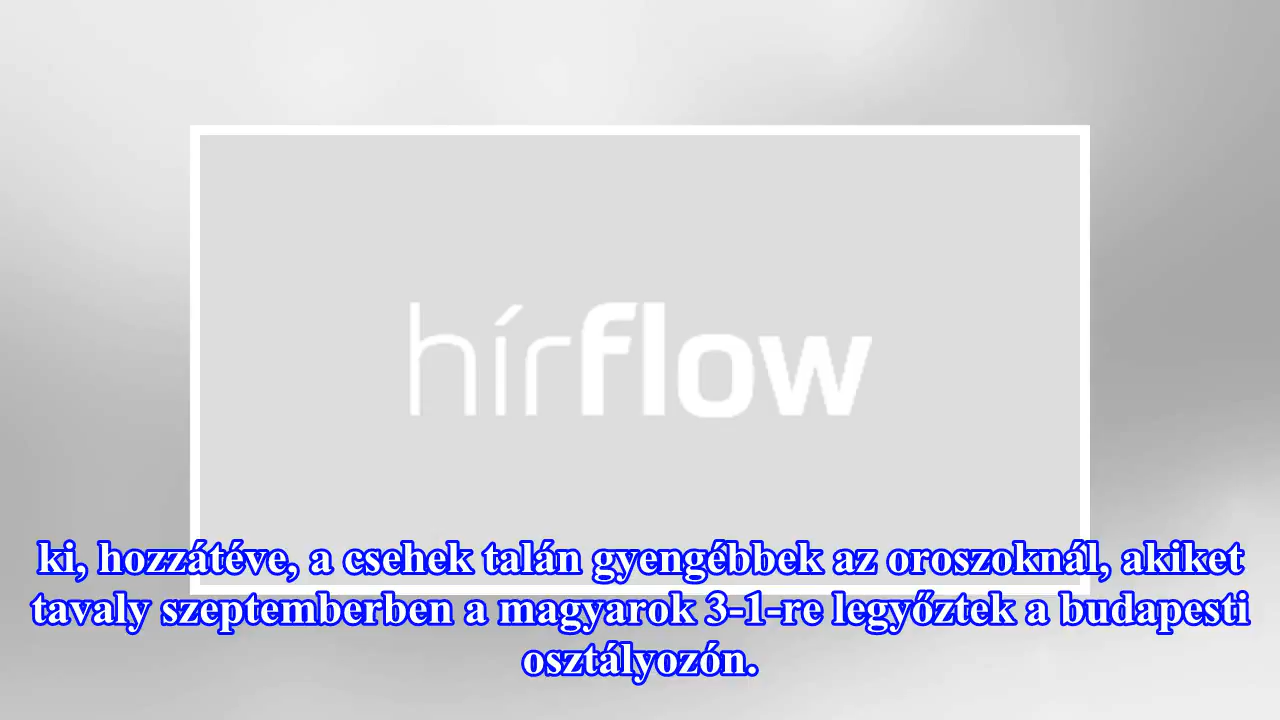 hírflow
ki, hozzátéve, a csehek talán gyengébbek az oroszoknál, akiket
tavaly szeptemberben a magyarok 3-1-re legyőztek a budapesti
osztályozón.